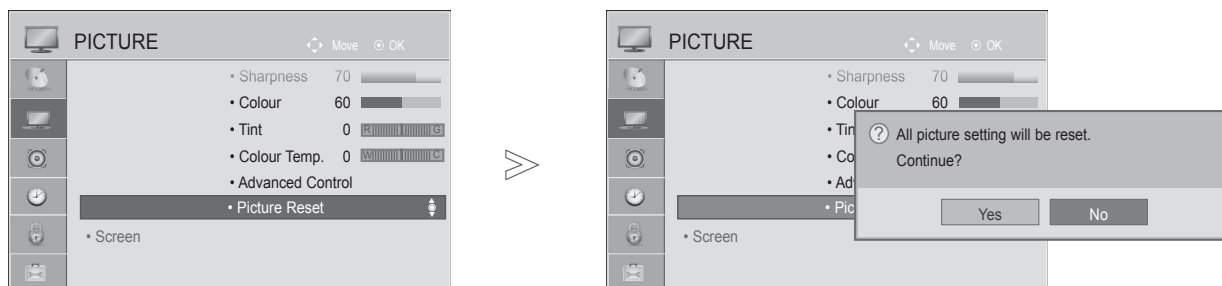 PICTURE
Move OK
• Sharpness 70
• Colour 60
• Tint 0 R G
• Colour Temp. 0 W C
• Advanced Control
• Picture Reset
• Screen
PICTURE
Move OK
• Sharpness 70
• Colour 60
• Tin
• Co
• Ad
• Pic
• Screen
? All picture setting will be reset.
Continue?
Yes No